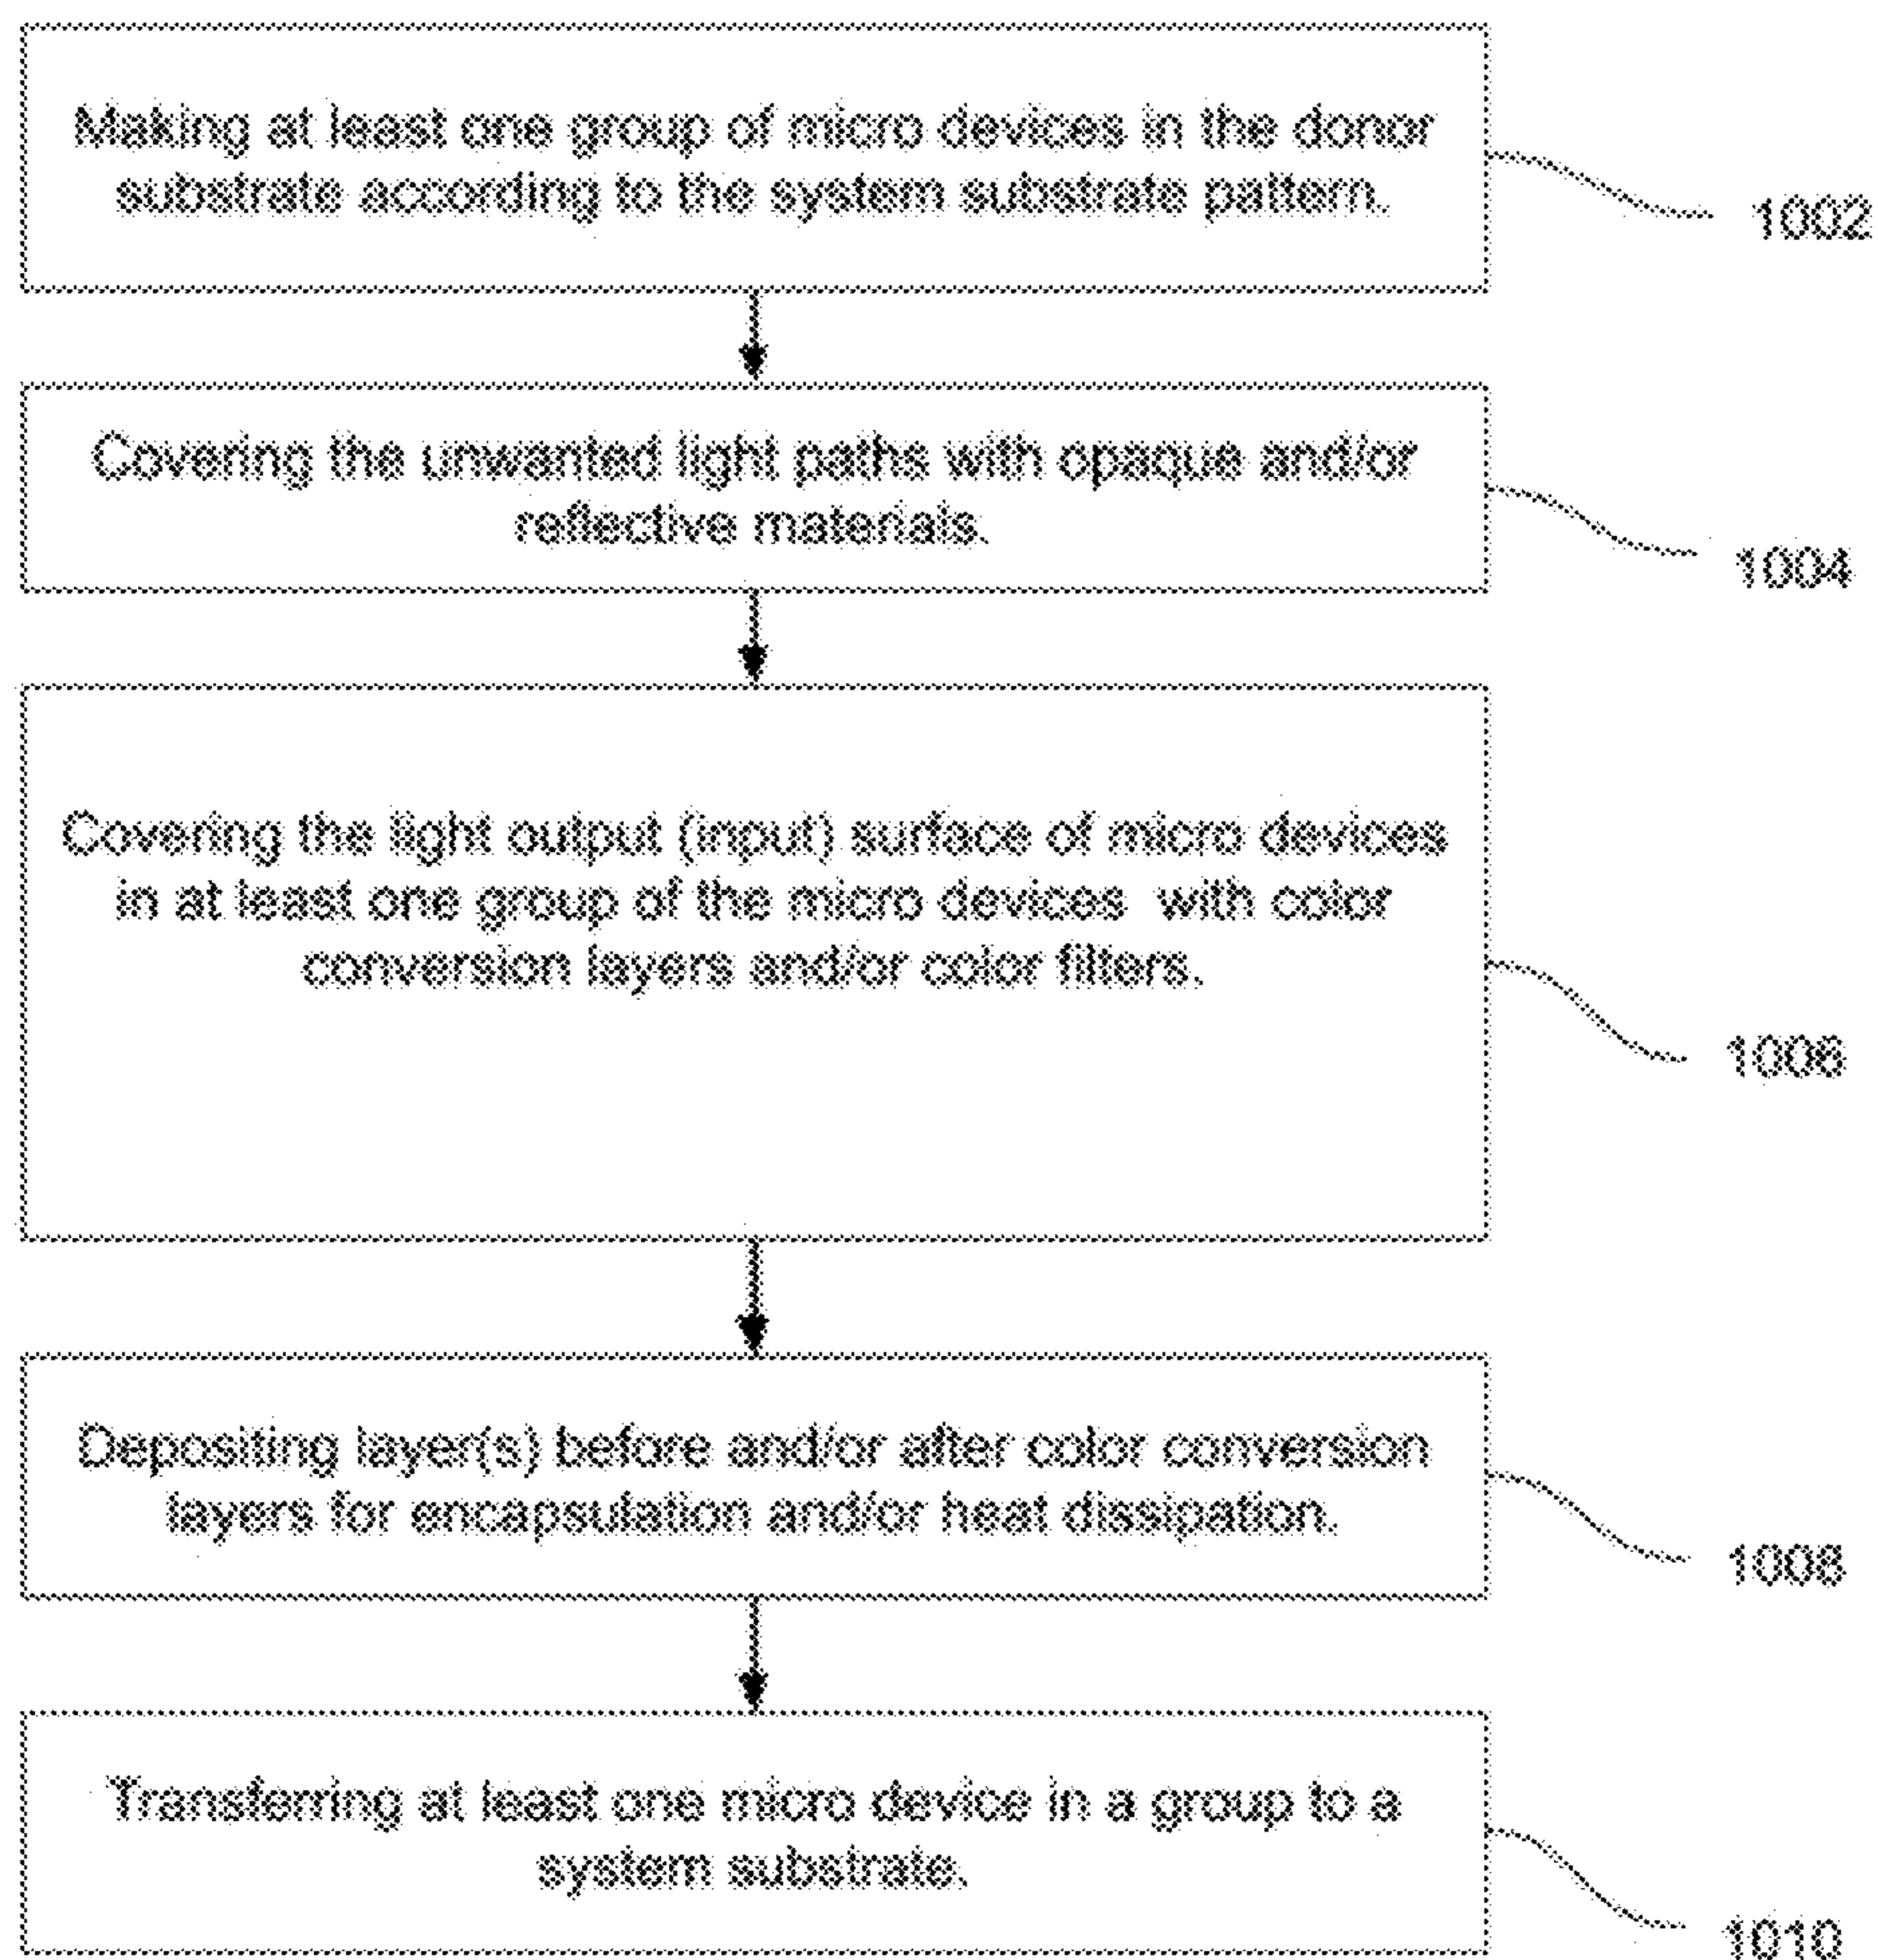 Making at least one group of micro devices in the donor
substrate according to the system substrate pattern.
1002
Covering the unwanted light paths with opaque and/or
reflective materials.
1004
Covering the light output (input) surface of micro devices
in at least one group of the micro devices with color
conversion layers and/or color filters.
1006
Depositing layer(s) before and/or after color conversion
layers for encapsulation and/or heat dissipation.
1008
Transferring at least one micro device in a group to a
system substrate.
1010